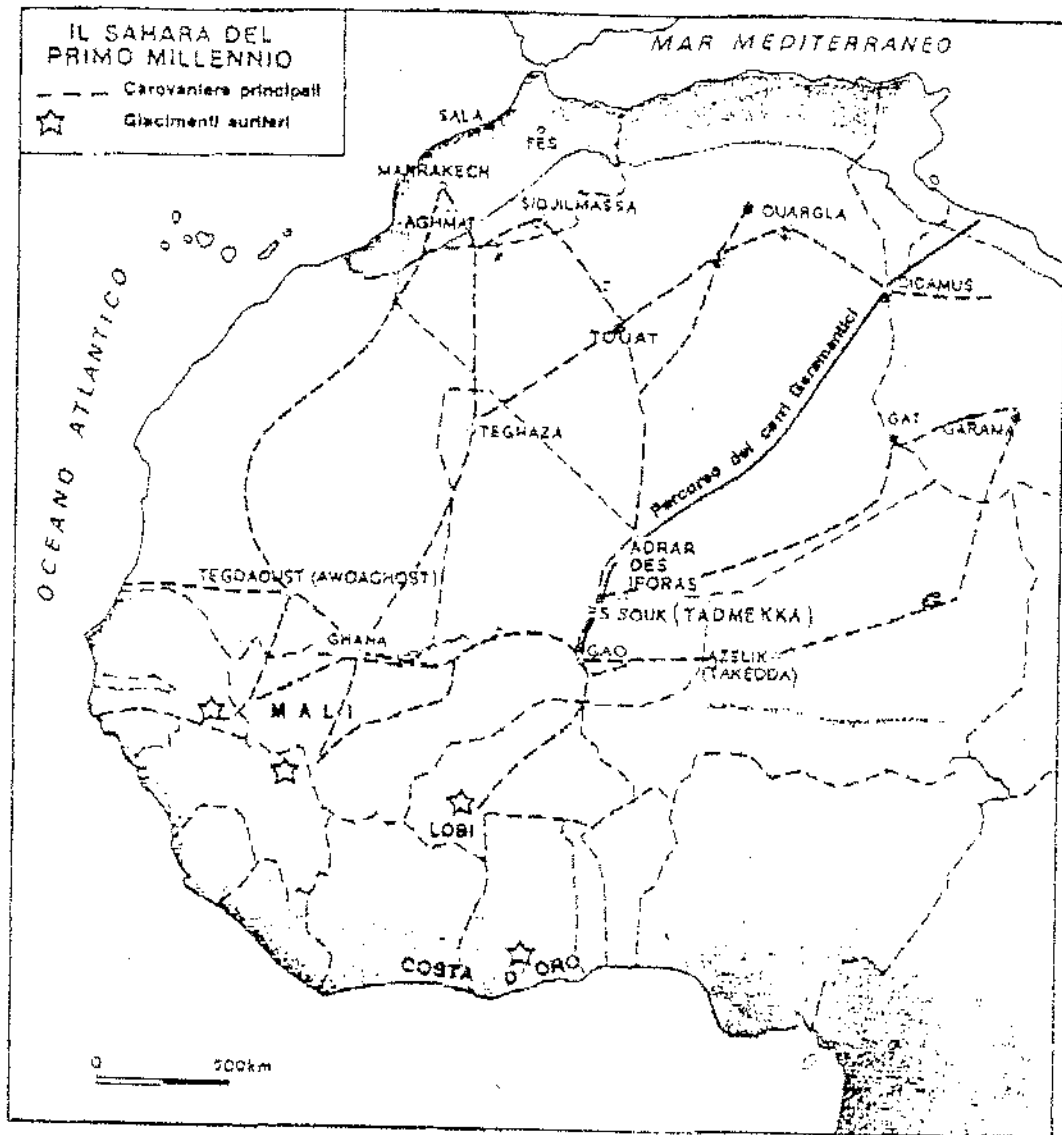 IL SAHARA DEL
PRIMO MILLENNIO
Carovaniere principali
Giacimenti auriferi
MAR MEDITERRANEO
SALA
FES
MARRAKECH
AGHMAT
SIDJILMASSA
OUARGLA
CIDAMUS
OCEANO ATLANTICO
TOUAT
TEGHAZA
Percorso dei carri Garamantici
GAT
GARAMA
ADRAR
DES
IFORAS
TEGDAOUST (AWDAGHOST)
ES SOUK (TADMEKKA)
GHANA
GAO
AZELIK
(TAKEDDA)
MALI
LOBI
COSTA D'ORO
0 500km